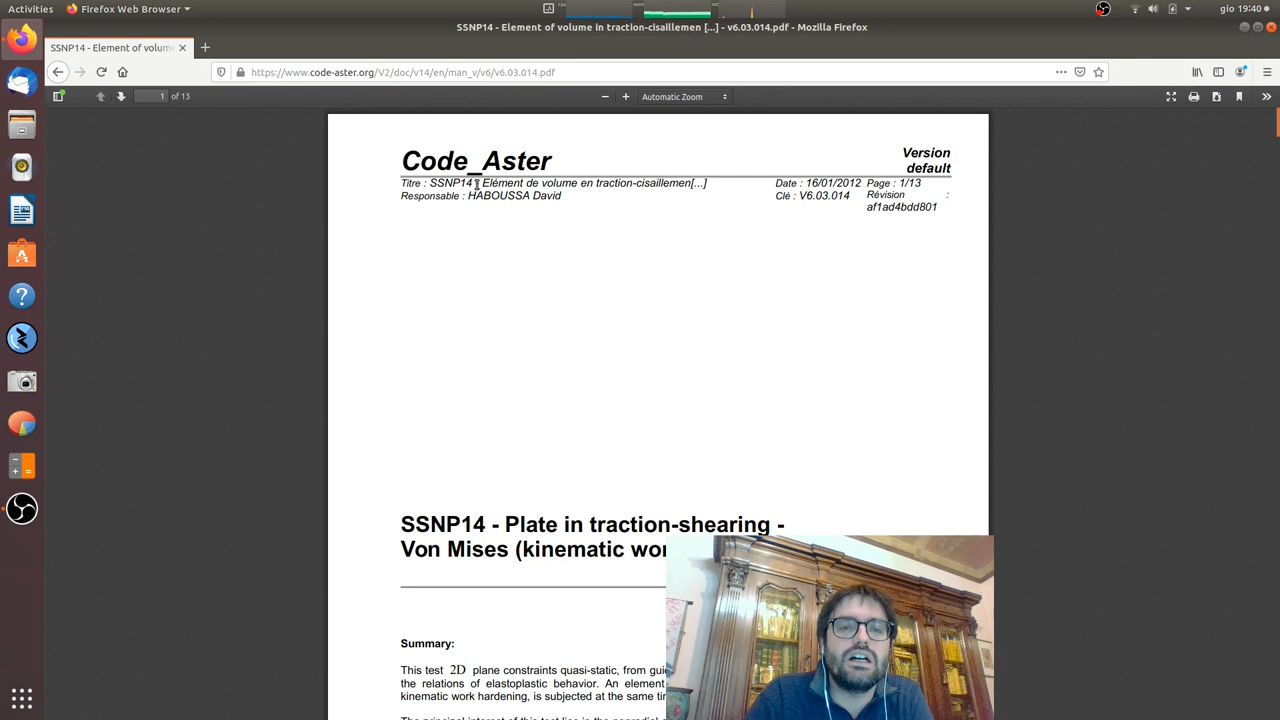 Activities
Firefox Web Browser
gio 19:40
SSNP14 - Element of volume in traction-cisaillemen [...] - v6.03.014.pdf - Mozilla Firefox
SSNP14 - Element of volume
https://www.code-aster.org/V2/doc/v14/en/man_v/v6/v6.03.014.pdf
1 of 13
Automatic Zoom
Code_Aster
Version
default
Titre : SSNP14 - Elément de volume en traction-cisaillemen[...]
Date : 16/01/2012 Page : 1/13
Responsable : HABOUSSA David
Clé : V6.03.014 Révision :
af1ad4bdd801
SSNP14 - Plate in traction-shearing -
Von Mises (kinematic wor
Summary:
This test 2D plane constraints quasi-static, from gui
the relations of elastoplastic behavior. An element
kinematic work hardening, is subjected at the same ti